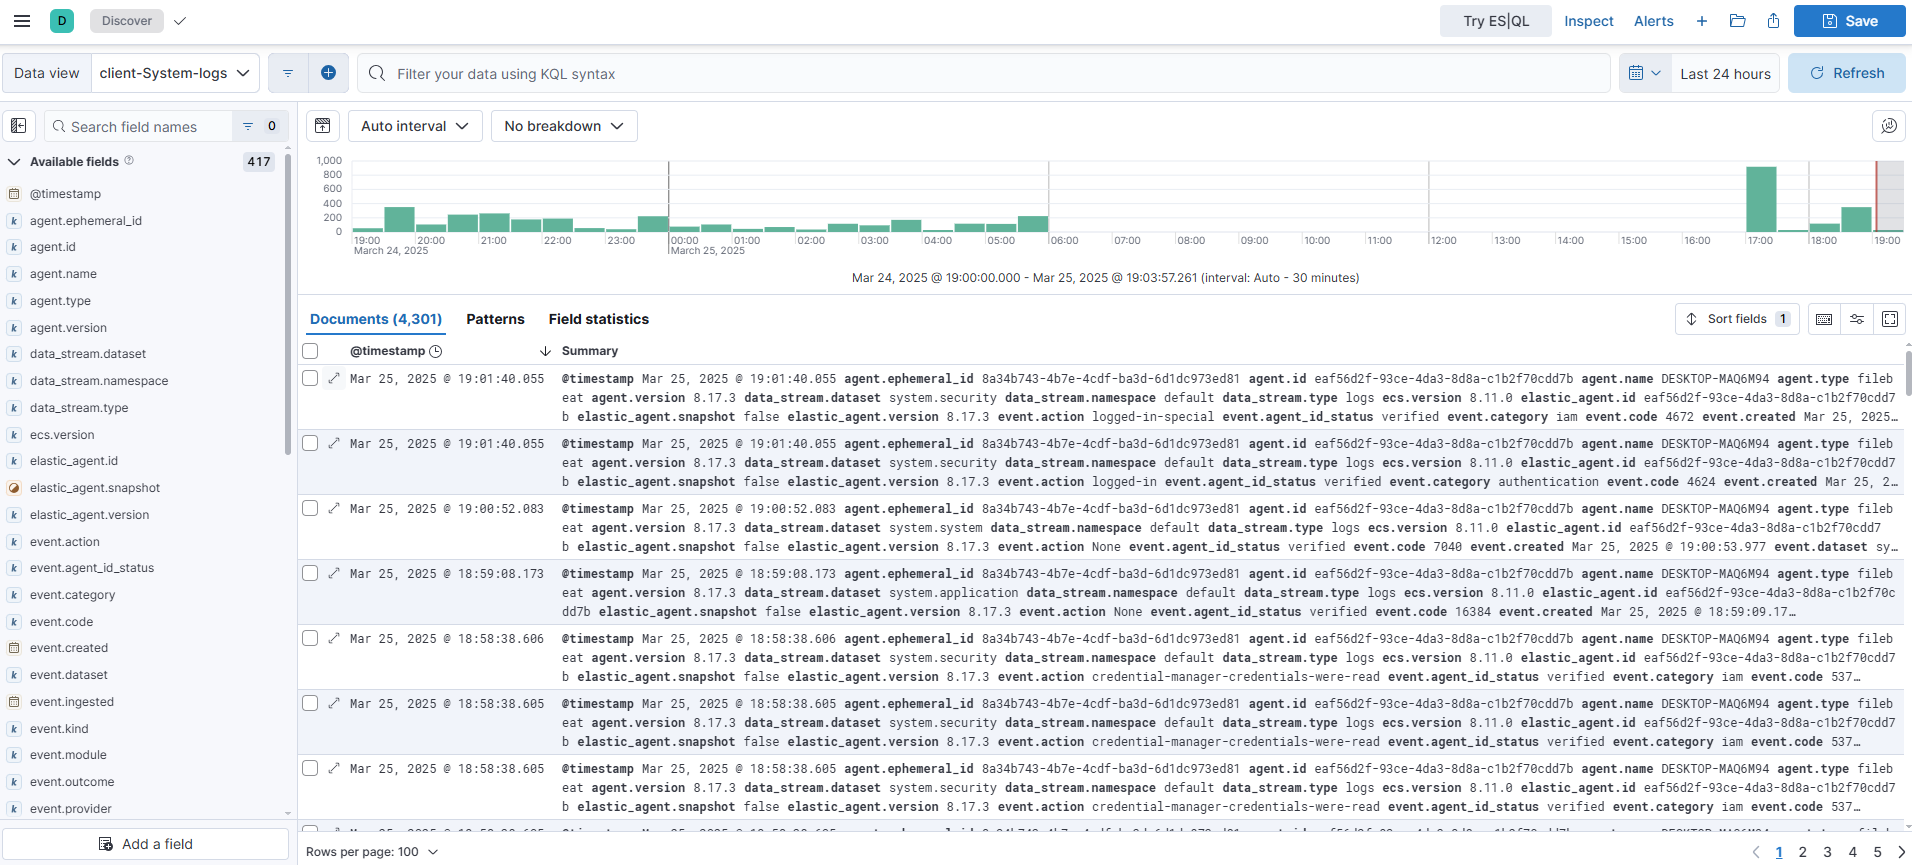 D Discover Try ES|QL Inspect Alerts Save
Data view client-System-logs Filter your data using KQL syntax Last 24 hours Refresh
Search field names 0 Auto interval No breakdown
Available fields 417
@timestamp
agent.ephemeral_id
agent.id
agent.name
agent.type
agent.version
data_stream.dataset
data_stream.namespace
data_stream.type
ecs.version
elastic_agent.id
elastic_agent.snapshot
elastic_agent.version
event.action
event.agent_id_status
event.category
event.code
event.created
event.dataset
event.ingested
event.kind
event.module
event.outcome
event.provider
Add a field
1,000
800
600
400
200
0
19:00 20:00 21:00 22:00 23:00 00:00 01:00 02:00 03:00 04:00 05:00 06:00 07:00 08:00 09:00 10:00 11:00 12:00 13:00 14:00 15:00 16:00 17:00 18:00 19:00
March 24, 2025 March 25, 2025
Mar 24, 2025 @ 19:00:00.000 - Mar 25, 2025 @ 19:03:57.261 (interval: Auto - 30 minutes)
Documents (4,301) Patterns Field statistics Sort fields 1
@timestamp Summary
Mar 25, 2025 @ 19:01:40.055 @timestamp Mar 25, 2025 @ 19:01:40.055 agent.ephemeral_id 8a34b743-4b7e-4cdf-ba3d-6d1dc973ed81 agent.id eaf56d2f-93ce-4da3-8d8a-c1b2f70cdd7b agent.name DESKTOP-MAQ6M94 agent.type fileb
eat agent.version 8.17.3 data_stream.dataset system.security data_stream.namespace default data_stream.type logs ecs.version 8.11.0 elastic_agent.id eaf56d2f-93ce-4da3-8d8a-c1b2f70cdd7
b elastic_agent.snapshot false elastic_agent.version 8.17.3 event.action logged-in-special event.agent_id_status verified event.category iam event.code 4672 event.created Mar 25, 2025…
Mar 25, 2025 @ 19:01:40.055 @timestamp Mar 25, 2025 @ 19:01:40.055 agent.ephemeral_id 8a34b743-4b7e-4cdf-ba3d-6d1dc973ed81 agent.id eaf56d2f-93ce-4da3-8d8a-c1b2f70cdd7b agent.name DESKTOP-MAQ6M94 agent.type fileb
eat agent.version 8.17.3 data_stream.dataset system.security data_stream.namespace default data_stream.type logs ecs.version 8.11.0 elastic_agent.id eaf56d2f-93ce-4da3-8d8a-c1b2f70cdd7
b elastic_agent.snapshot false elastic_agent.version 8.17.3 event.action logged-in event.agent_id_status verified event.category authentication event.code 4624 event.created Mar 25, 2…
Mar 25, 2025 @ 19:00:52.083 @timestamp Mar 25, 2025 @ 19:00:52.083 agent.ephemeral_id 8a34b743-4b7e-4cdf-ba3d-6d1dc973ed81 agent.id eaf56d2f-93ce-4da3-8d8a-c1b2f70cdd7b agent.name DESKTOP-MAQ6M94 agent.type fileb
eat agent.version 8.17.3 data_stream.dataset system.system data_stream.namespace default data_stream.type logs ecs.version 8.11.0 elastic_agent.id eaf56d2f-93ce-4da3-8d8a-c1b2f70cdd7
b elastic_agent.snapshot false elastic_agent.version 8.17.3 event.action None event.agent_id_status verified event.code 7040 event.created Mar 25, 2025 @ 19:00:53.977 event.dataset sy…
Mar 25, 2025 @ 18:59:08.173 @timestamp Mar 25, 2025 @ 18:59:08.173 agent.ephemeral_id 8a34b743-4b7e-4cdf-ba3d-6d1dc973ed81 agent.id eaf56d2f-93ce-4da3-8d8a-c1b2f70cdd7b agent.name DESKTOP-MAQ6M94 agent.type fileb
eat agent.version 8.17.3 data_stream.dataset system.application data_stream.namespace default data_stream.type logs ecs.version 8.11.0 elastic_agent.id eaf56d2f-93ce-4da3-8d8a-c1b2f70c
dd7b elastic_agent.snapshot false elastic_agent.version 8.17.3 event.action None event.agent_id_status verified event.code 16384 event.created Mar 25, 2025 @ 18:59:09.17…
Mar 25, 2025 @ 18:58:38.606 @timestamp Mar 25, 2025 @ 18:58:38.606 agent.ephemeral_id 8a34b743-4b7e-4cdf-ba3d-6d1dc973ed81 agent.id eaf56d2f-93ce-4da3-8d8a-c1b2f70cdd7b agent.name DESKTOP-MAQ6M94 agent.type fileb
eat agent.version 8.17.3 data_stream.dataset system.security data_stream.namespace default data_stream.type logs ecs.version 8.11.0 elastic_agent.id eaf56d2f-93ce-4da3-8d8a-c1b2f70cdd7
b elastic_agent.snapshot false elastic_agent.version 8.17.3 event.action credential-manager-credentials-were-read event.agent_id_status verified event.category iam event.code 537…
Mar 25, 2025 @ 18:58:38.605 @timestamp Mar 25, 2025 @ 18:58:38.605 agent.ephemeral_id 8a34b743-4b7e-4cdf-ba3d-6d1dc973ed81 agent.id eaf56d2f-93ce-4da3-8d8a-c1b2f70cdd7b agent.name DESKTOP-MAQ6M94 agent.type fileb
eat agent.version 8.17.3 data_stream.dataset system.security data_stream.namespace default data_stream.type logs ecs.version 8.11.0 elastic_agent.id eaf56d2f-93ce-4da3-8d8a-c1b2f70cdd7
b elastic_agent.snapshot false elastic_agent.version 8.17.3 event.action credential-manager-credentials-were-read event.agent_id_status verified event.category iam event.code 537…
Mar 25, 2025 @ 18:58:38.605 @timestamp Mar 25, 2025 @ 18:58:38.605 agent.ephemeral_id 8a34b743-4b7e-4cdf-ba3d-6d1dc973ed81 agent.id eaf56d2f-93ce-4da3-8d8a-c1b2f70cdd7b agent.name DESKTOP-MAQ6M94 agent.type fileb
eat agent.version 8.17.3 data_stream.dataset system.security data_stream.namespace default data_stream.type logs ecs.version 8.11.0 elastic_agent.id eaf56d2f-93ce-4da3-8d8a-c1b2f70cdd7
b elastic_agent.snapshot false elastic_agent.version 8.17.3 event.action credential-manager-credentials-were-read event.agent_id_status verified event.category iam event.code 537…
Rows per page: 100 1 2 3 4 5